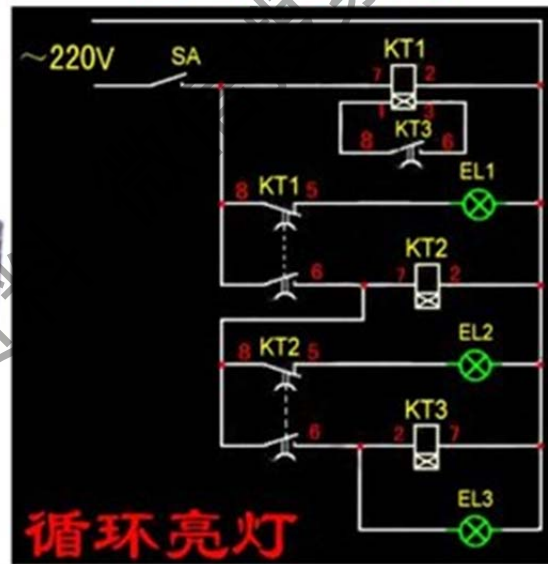 KT1
~220V SA 7 2
1 3
8 KT3 6
EL1
8 KT1 5
KT2
6 7 2
EL2
8 KT2 5
KT3
6 2 7
EL3
循环亮灯